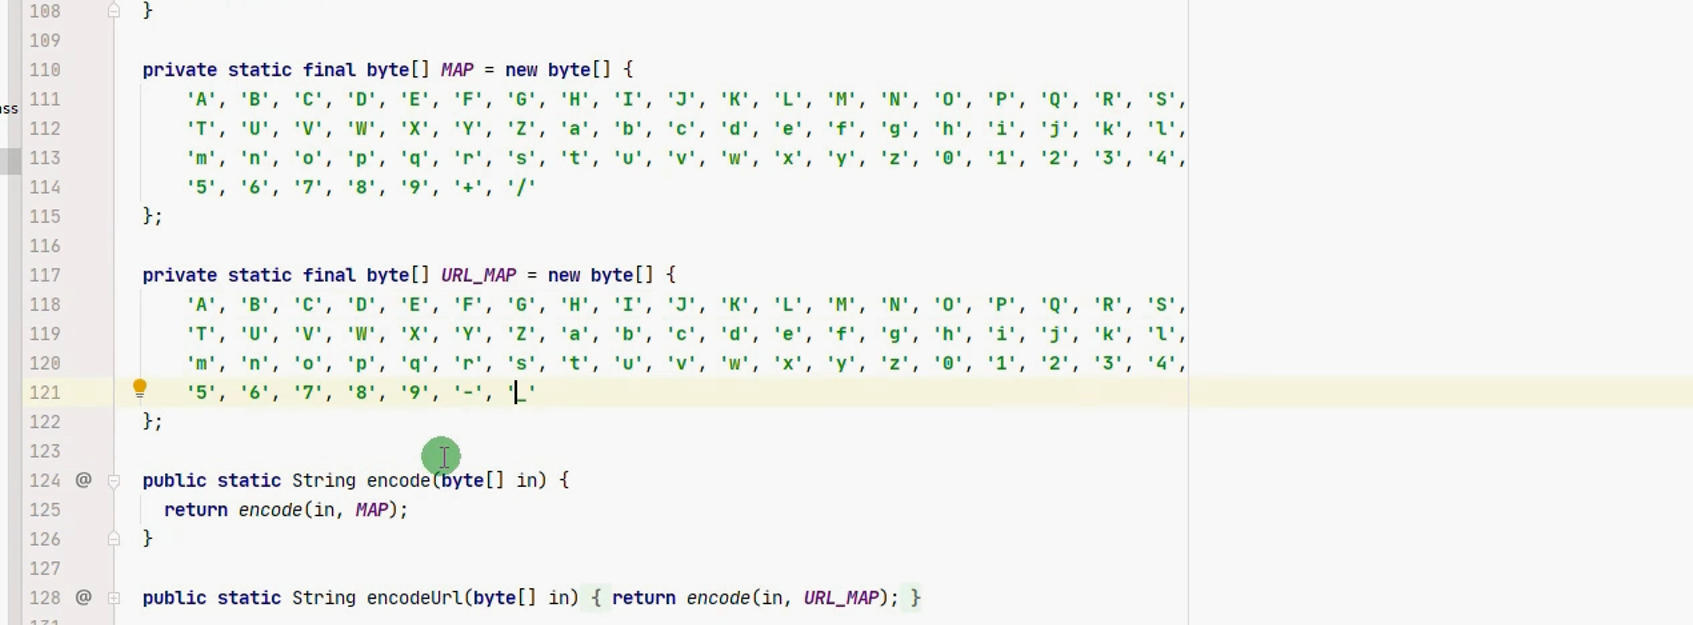 108 }
109
110 private static final byte[] MAP = new byte[] {
111 'A', 'B', 'C', 'D', 'E', 'F', 'G', 'H', 'I', 'J', 'K', 'L', 'M', 'N', 'O', 'P', 'Q', 'R', 'S',
112 'T', 'U', 'V', 'W', 'X', 'Y', 'Z', 'a', 'b', 'c', 'd', 'e', 'f', 'g', 'h', 'i', 'j', 'k', 'l',
113 'm', 'n', 'o', 'p', 'q', 'r', 's', 't', 'u', 'v', 'w', 'x', 'y', 'z', '0', '1', '2', '3', '4',
114 '5', '6', '7', '8', '9', '+', '/'
115 };
116
117 private static final byte[] URL_MAP = new byte[] {
118 'A', 'B', 'C', 'D', 'E', 'F', 'G', 'H', 'I', 'J', 'K', 'L', 'M', 'N', 'O', 'P', 'Q', 'R', 'S',
119 'T', 'U', 'V', 'W', 'X', 'Y', 'Z', 'a', 'b', 'c', 'd', 'e', 'f', 'g', 'h', 'i', 'j', 'k', 'l',
120 'm', 'n', 'o', 'p', 'q', 'r', 's', 't', 'u', 'v', 'w', 'x', 'y', 'z', '0', '1', '2', '3', '4',
121 '5', '6', '7', '8', '9', '-', '_'
122 };
123
124 @ public static String encode(byte[] in) {
125 return encode(in, MAP);
126 }
127
128 @ public static String encodeUrl(byte[] in) { return encode(in, URL_MAP); }